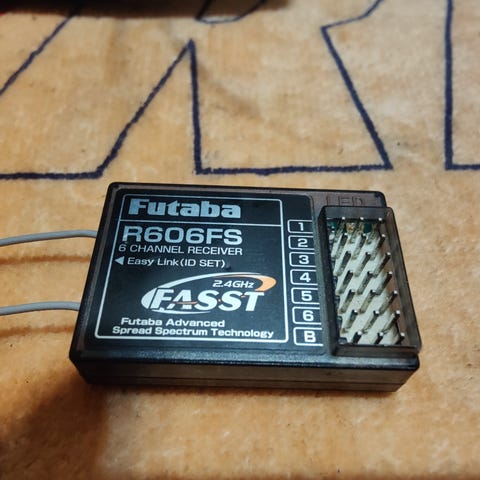 Futaba
R606FS
6 CHANNEL RECEIVER
◄ Easy Link (ID SET)
2.4GHz
FASST
Futaba Advanced
Spread Spectrum Technology
1
2
3
4
5
6
B
LED